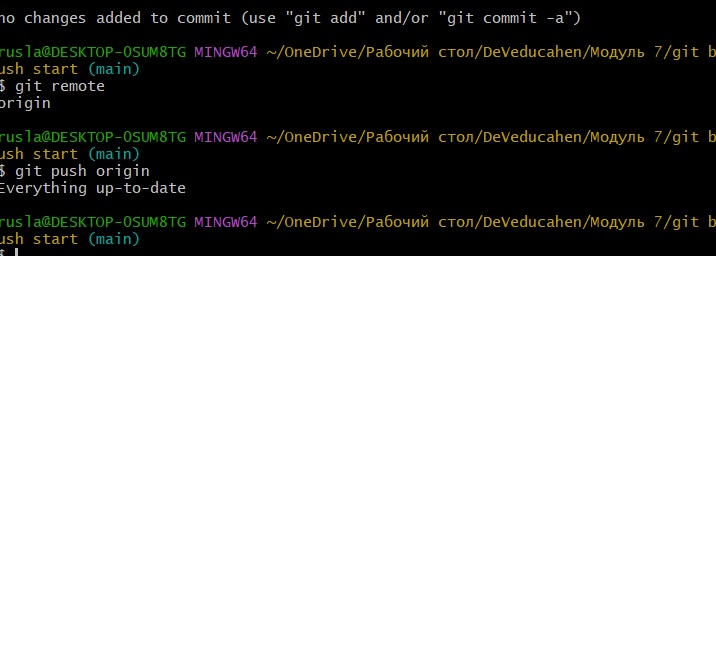 no changes added to commit (use "git add" and/or "git commit -a")
rusla@DESKTOP-OSUM8TG MINGW64 ~/OneDrive/Рабочий стол/DeVeducahen/Модуль 7/git b
ush start (main)
$ git remote
origin
rusla@DESKTOP-OSUM8TG MINGW64 ~/OneDrive/Рабочий стол/DeVeducahen/Модуль 7/git b
ush start (main)
$ git push origin
Everything up-to-date
rusla@DESKTOP-OSUM8TG MINGW64 ~/OneDrive/Рабочий стол/DeVeducahen/Модуль 7/git b
ush start (main)
$